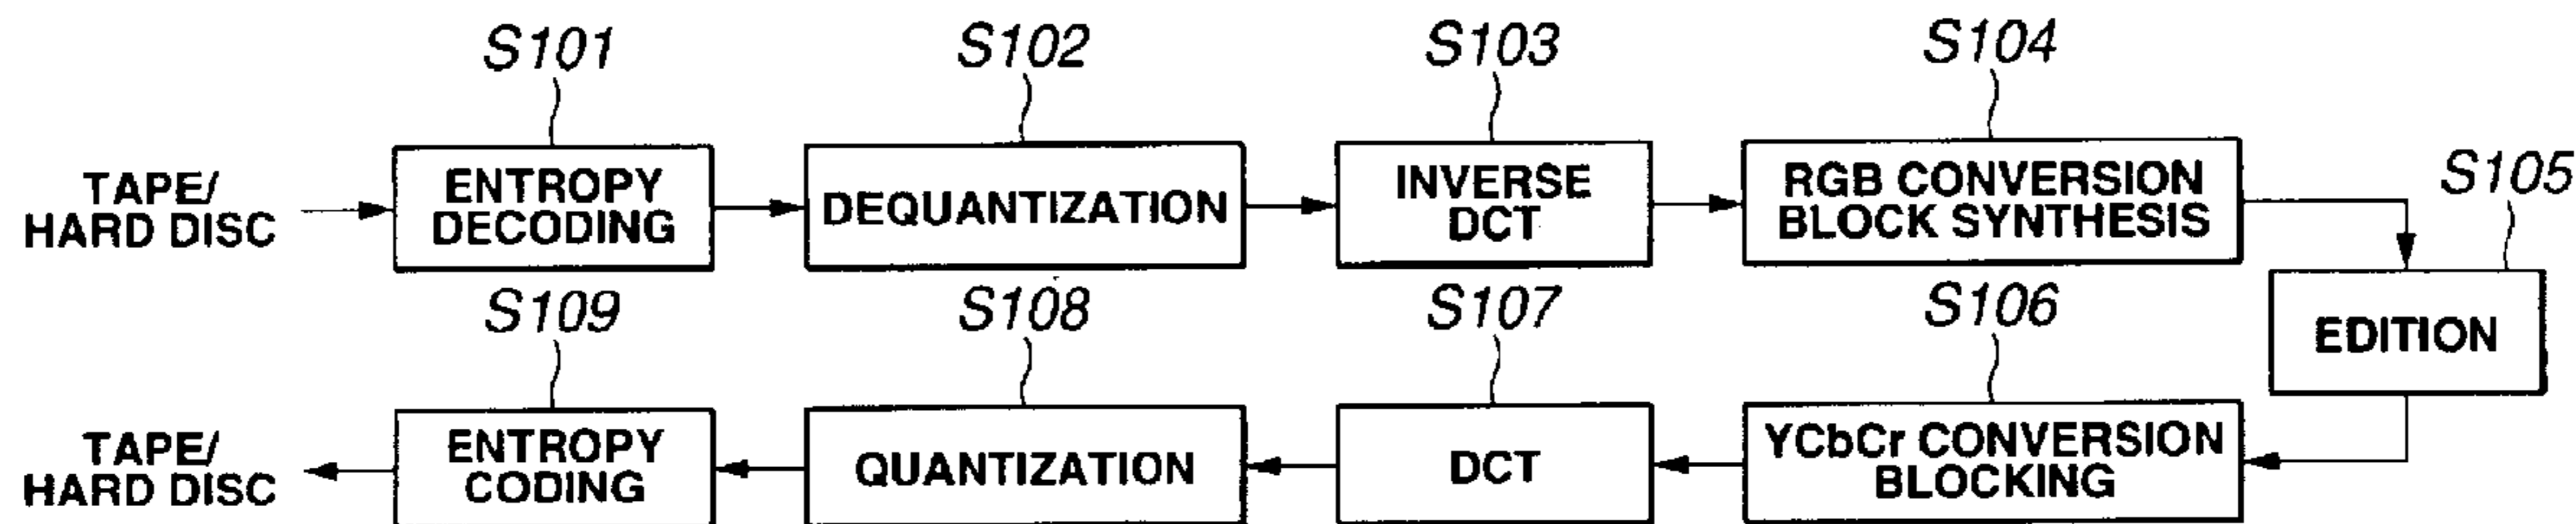 S101
S102
S103
S104
S105
TAPE/
HARD DISC
ENTROPY
DECODING
DEQUANTIZATION
INVERSE
DCT
RGB CONVERSION
BLOCK SYNTHESIS
EDITION
S109
S108
S107
S106
TAPE/
HARD DISC
ENTROPY
CODING
QUANTIZATION
DCT
YCbCr CONVERSION
BLOCKING